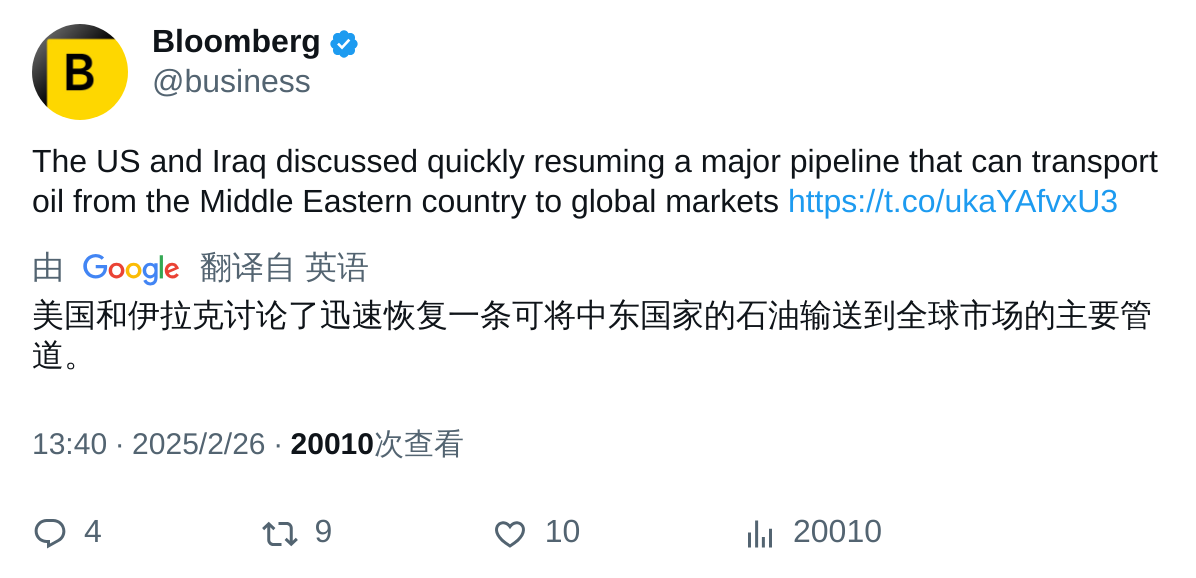 B
Bloomberg
@business
The US and Iraq discussed quickly resuming a major pipeline that can transport
oil from the Middle Eastern country to global markets https://t.co/ukaYAfvxU3
由 Google 翻译自 英语
美国和伊拉克讨论了迅速恢复一条可将中东国家的石油输送到全球市场的主要管
道。
13:40 · 2025/2/26 · 20010次查看
4 9 10 20010